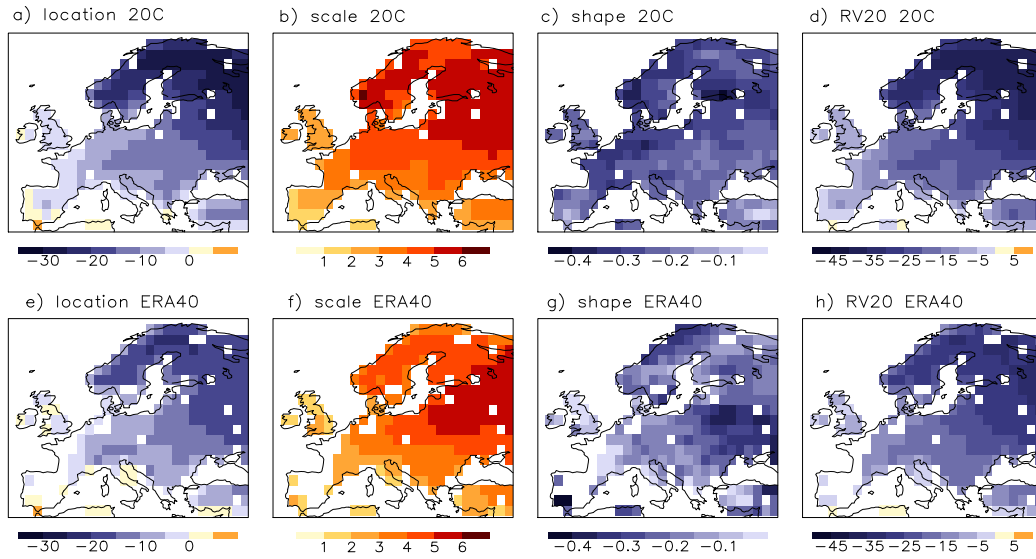 a) location 20C
b) scale 20C
c) shape 20C
d) RV20 20C
−30 −20 −10 0
1 2 3 4 5 6
−0.4 −0.3 −0.2 −0.1
−45 −35 −25 −15 −5 5
e) location ERA40
f) scale ERA40
g) shape ERA40
h) RV20 ERA40
−30 −20 −10 0
1 2 3 4 5 6
−0.4 −0.3 −0.2 −0.1
−45 −35 −25 −15 −5 5